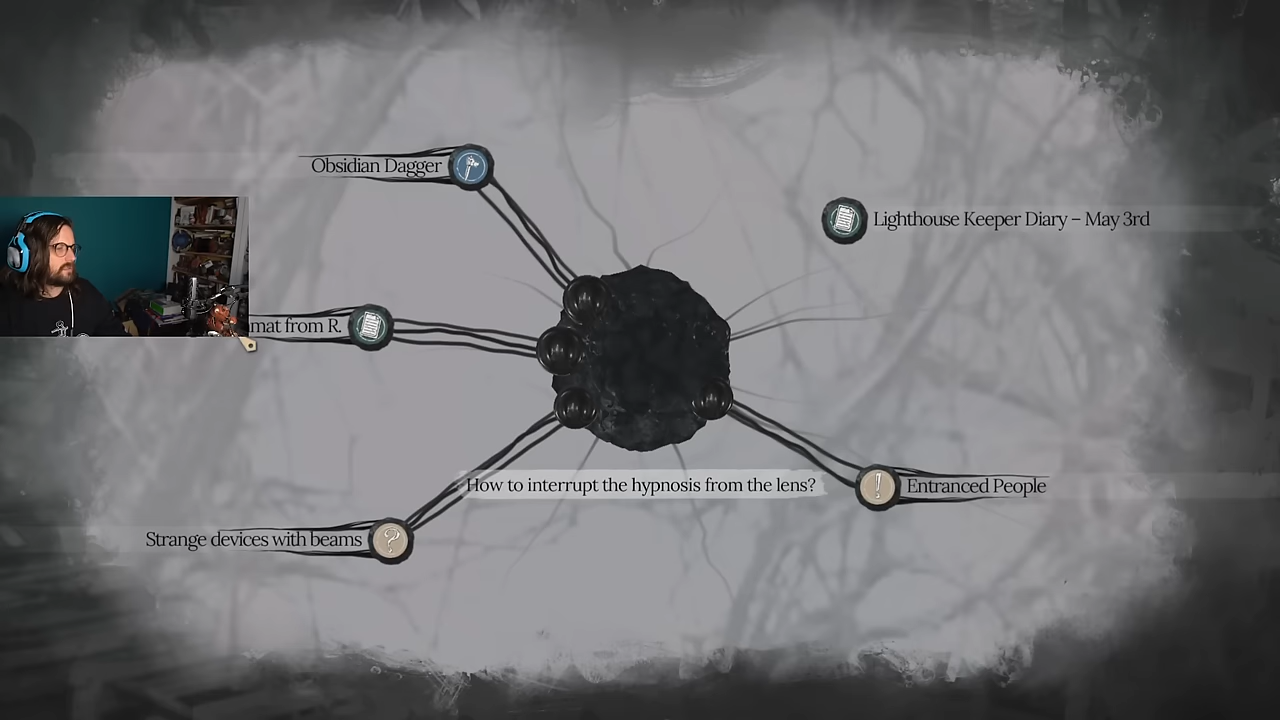 Obsidian Dagger
Lighthouse Keeper Diary – May 3rd
mat from R.
How to interrupt the hypnosis from the lens?
Entranced People
Strange devices with beams